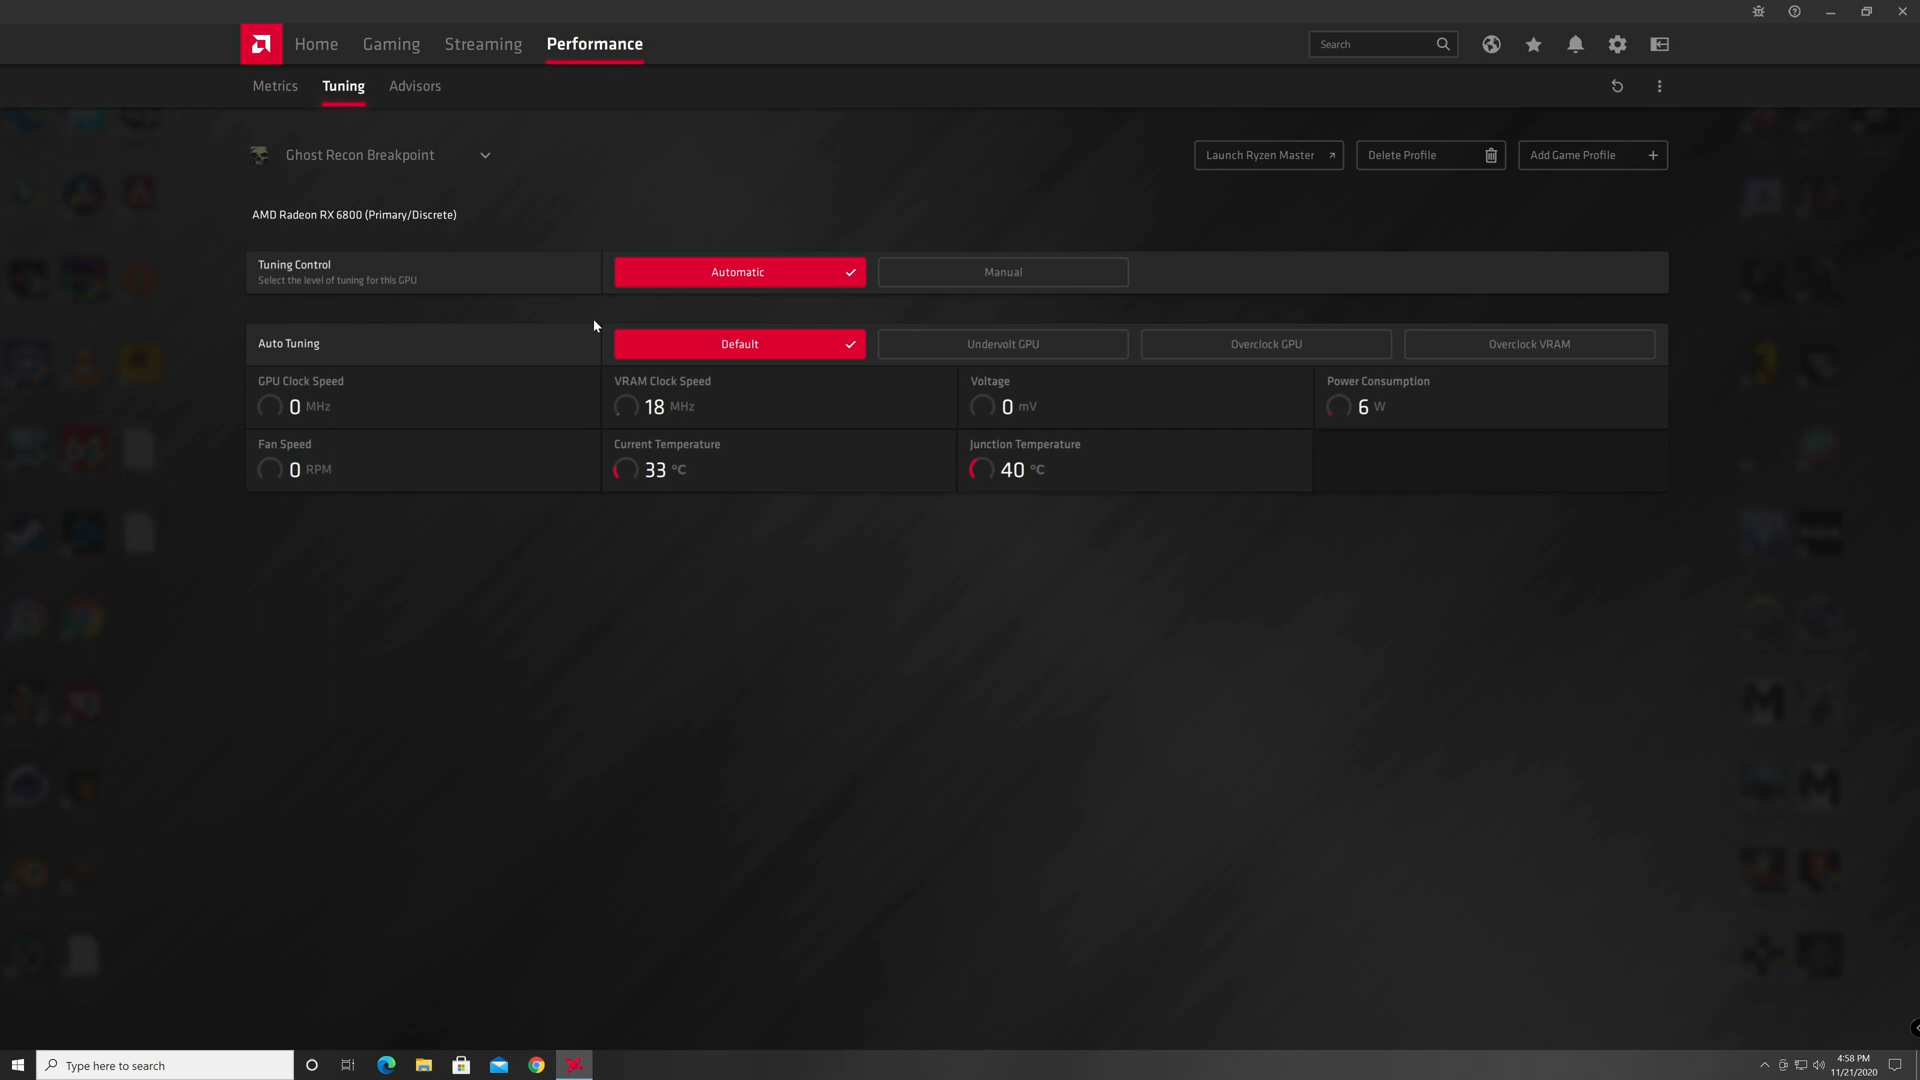 Home Gaming Streaming Performance Search
Metrics Tuning Advisors
Ghost Recon Breakpoint Launch Ryzen Master Delete Profile Add Game Profile
AMD Radeon RX 6800 (Primary/Discrete)
Tuning Control
Select the level of tuning for this GPU
Automatic Manual
Auto Tuning Default Undervolt GPU Overclock GPU Overclock VRAM
GPU Clock Speed VRAM Clock Speed Voltage Power Consumption
0 MHz 18 MHz 0 mV 6 W
Fan Speed Current Temperature Junction Temperature
0 RPM 33 °C 40 °C
Type here to search
4:58 PM
11/21/2020